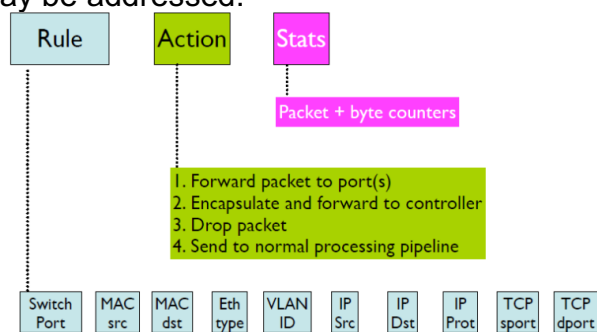 may be addressed.
Rule Action Stats
Packet + byte counters
1. Forward packet to port(s)
2. Encapsulate and forward to controller
3. Drop packet
4. Send to normal processing pipeline
Switch MAC MAC Eth VLAN IP IP IP TCP TCP
Port src dst type ID Src Dst Prot sport dport